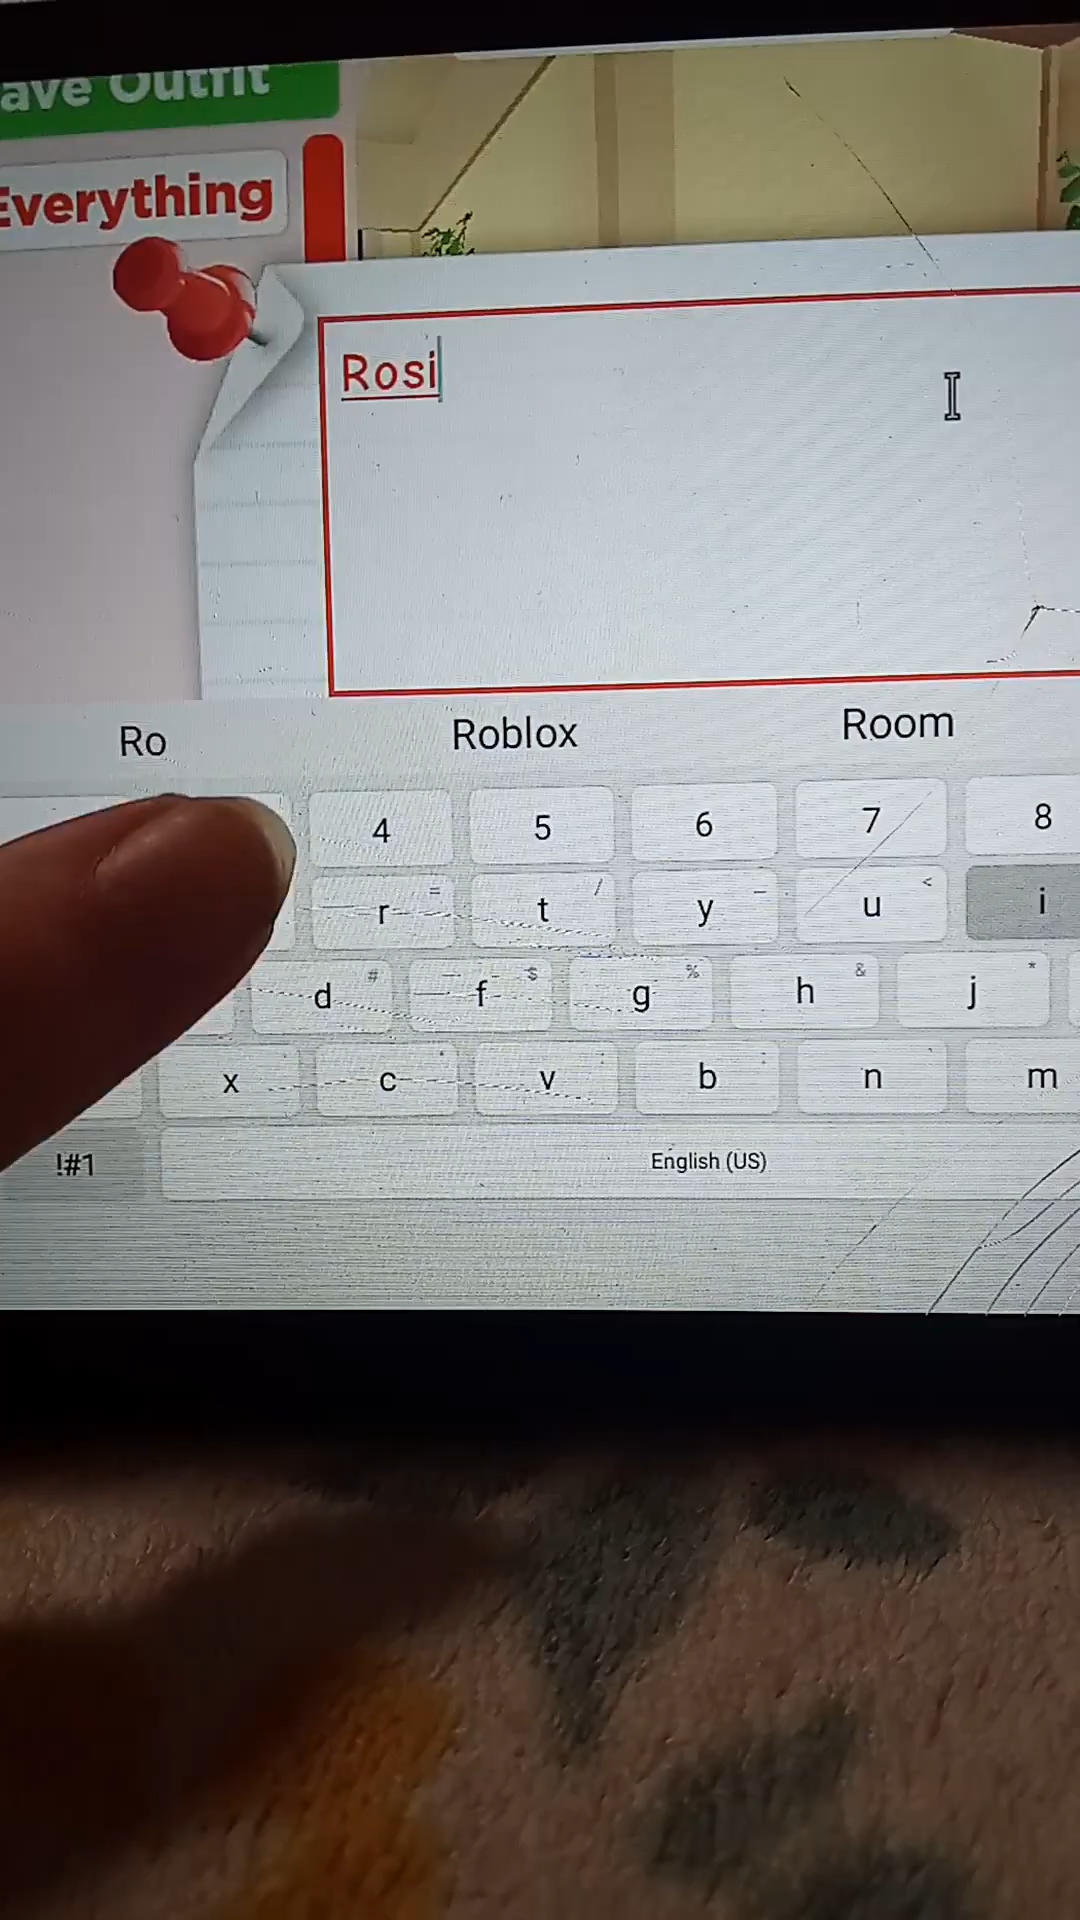 ave Outfit
Everything
Rosi
Ro Roblox Room
4 5 6 7 8
= / - <
r t y u i
# $ % & *
d f g h j
x c v b n m
!#1 English (US)